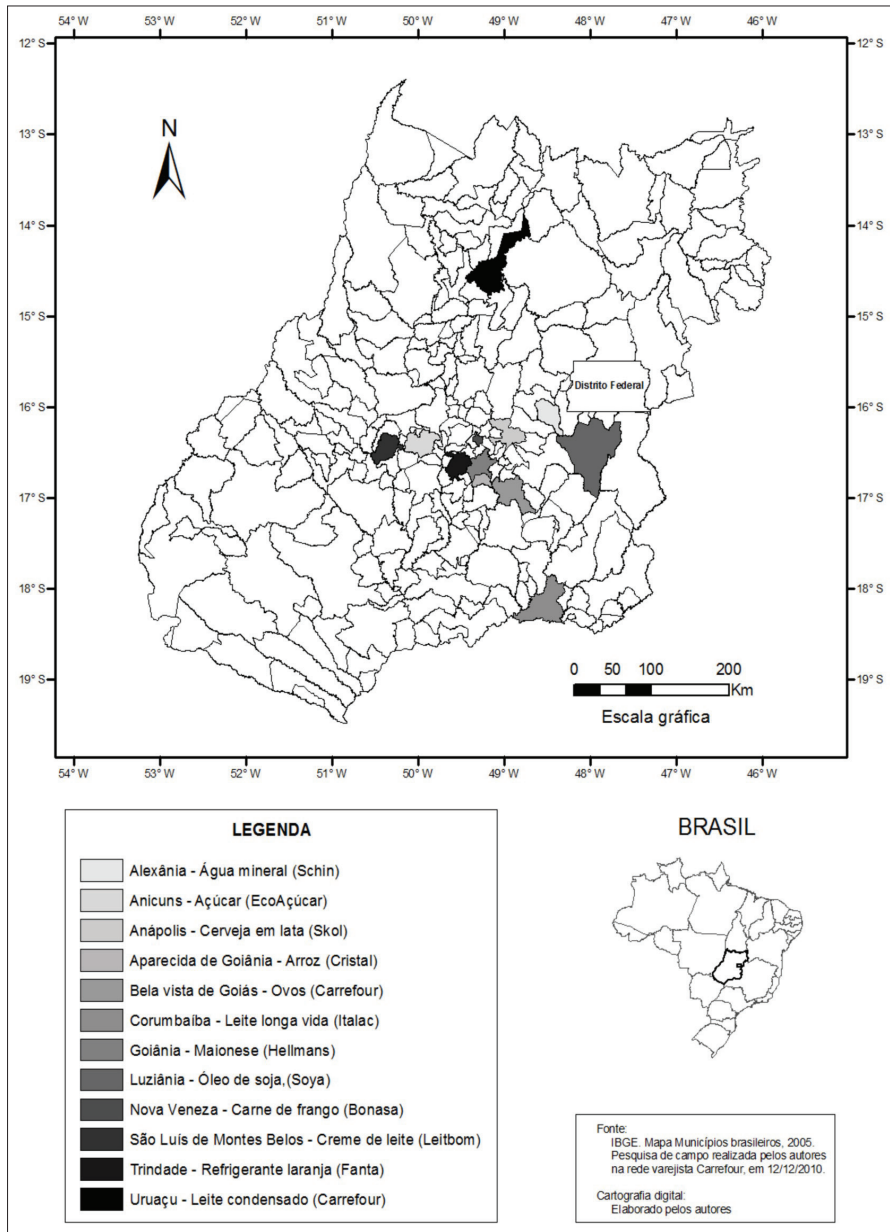 54° W 53° W 52° W 51° W 50° W 49° W 48° W 47° W 46° W
12° S 12° S
13° S 13° S
N
14° S 14° S
15° S 15° S
Distrito Federal
16° S 16° S
17° S 17° S
18° S 18° S
19° S 19° S
0 50 100 200
Km
Escala gráfica
54° W 53° W 52° W 51° W 50° W 49° W 48° W 47° W 46° W
LEGENDA
Alexânia - Água mineral (Schin)
Anicuns - Açúcar (EcoAçúcar)
Anápolis - Cerveja em lata (Skol)
Aparecida de Goiânia - Arroz (Cristal)
Bela vista de Goiás - Ovos (Carrefour)
Corumbaíba - Leite longa vida (Italac)
Goiânia - Maionese (Hellmans)
Luziânia - Óleo de soja,(Soya)
Nova Veneza - Carne de frango (Bonasa)
São Luís de Montes Belos - Creme de leite (Leitbom)
Trindade - Refrigerante laranja (Fanta)
Uruaçu - Leite condensado (Carrefour)
BRASIL
Fonte:
IBGE. Mapa Municípios brasileiros, 2005.
Pesquisa de campo realizada pelos autores
na rede varejista Carrefour, em 12/12/2010.
Cartografia digital:
Elaborado pelos autores